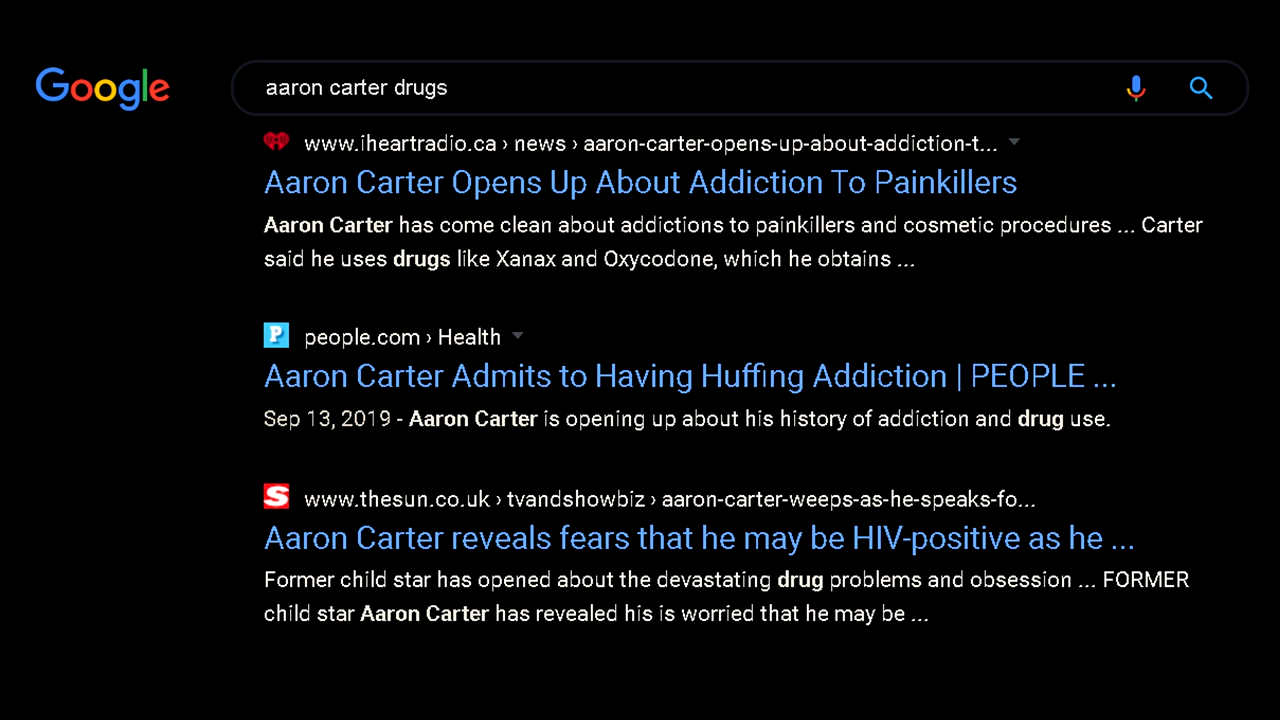 Google
aaron carter drugs
www.iheartradio.ca › news › aaron-carter-opens-up-about-addiction-t...
Aaron Carter Opens Up About Addiction To Painkillers
Aaron Carter has come clean about addictions to painkillers and cosmetic procedures ... Carter
said he uses drugs like Xanax and Oxycodone, which he obtains ...
P
people.com › Health
Aaron Carter Admits to Having Huffing Addiction | PEOPLE ...
Sep 13, 2019 - Aaron Carter is opening up about his history of addiction and drug use.
S
www.thesun.co.uk › tvandshowbiz › aaron-carter-weeps-as-he-speaks-fo...
Aaron Carter reveals fears that he may be HIV-positive as he ...
Former child star has opened about the devastating drug problems and obsession ... FORMER
child star Aaron Carter has revealed his is worried that he may be ...